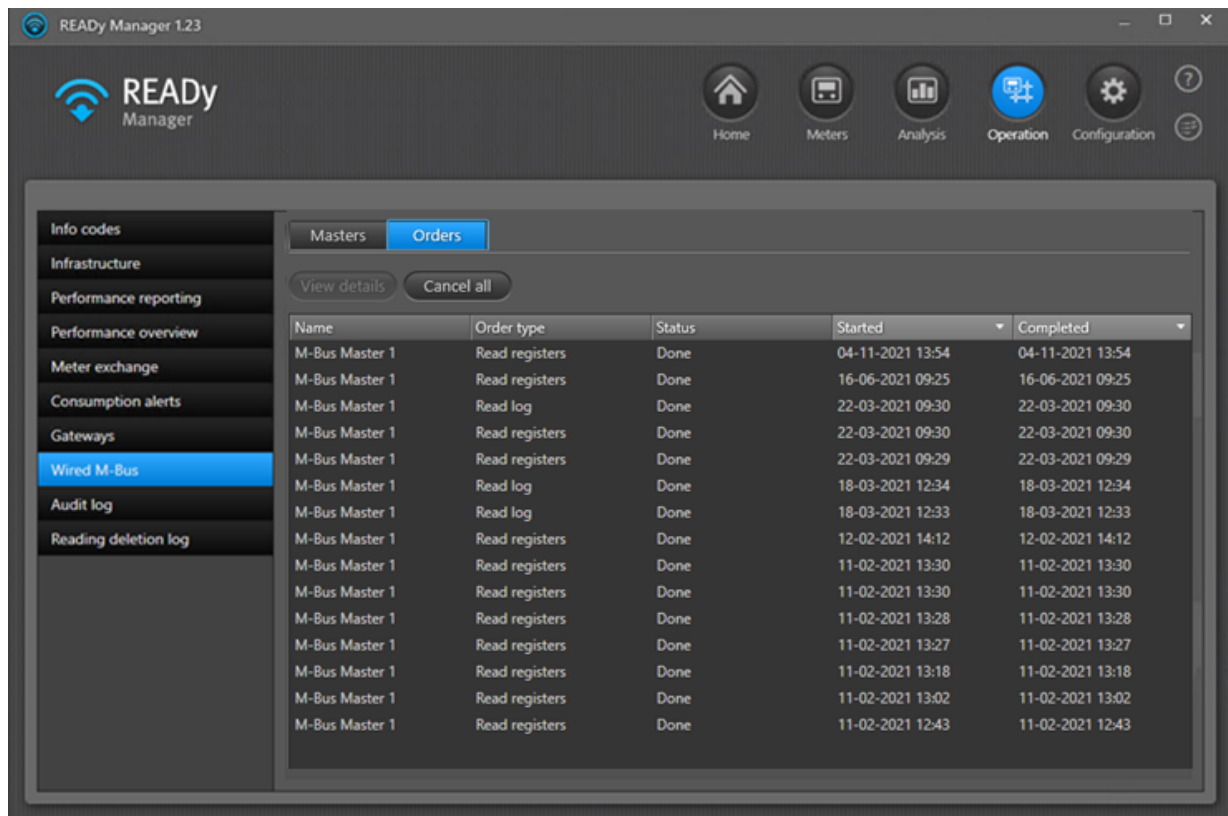 READy Manager 1.23
READy
Manager
Home Meters Analysis Operation Configuration
?
Info codes
Infrastructure
Performance reporting
Performance overview
Meter exchange
Consumption alerts
Gateways
Wired M-Bus
Audit log
Reading deletion log
Masters Orders
View details Cancel all
Name Order type Status Started Completed
M-Bus Master 1 Read registers Done 04-11-2021 13:54 04-11-2021 13:54
M-Bus Master 1 Read registers Done 16-06-2021 09:25 16-06-2021 09:25
M-Bus Master 1 Read log Done 22-03-2021 09:30 22-03-2021 09:30
M-Bus Master 1 Read registers Done 22-03-2021 09:30 22-03-2021 09:30
M-Bus Master 1 Read registers Done 22-03-2021 09:29 22-03-2021 09:29
M-Bus Master 1 Read log Done 18-03-2021 12:34 18-03-2021 12:34
M-Bus Master 1 Read log Done 18-03-2021 12:33 18-03-2021 12:33
M-Bus Master 1 Read registers Done 12-02-2021 14:12 12-02-2021 14:12
M-Bus Master 1 Read registers Done 11-02-2021 13:30 11-02-2021 13:30
M-Bus Master 1 Read registers Done 11-02-2021 13:30 11-02-2021 13:30
M-Bus Master 1 Read registers Done 11-02-2021 13:28 11-02-2021 13:28
M-Bus Master 1 Read registers Done 11-02-2021 13:27 11-02-2021 13:27
M-Bus Master 1 Read registers Done 11-02-2021 13:18 11-02-2021 13:18
M-Bus Master 1 Read registers Done 11-02-2021 13:02 11-02-2021 13:02
M-Bus Master 1 Read registers Done 11-02-2021 12:43 11-02-2021 12:43